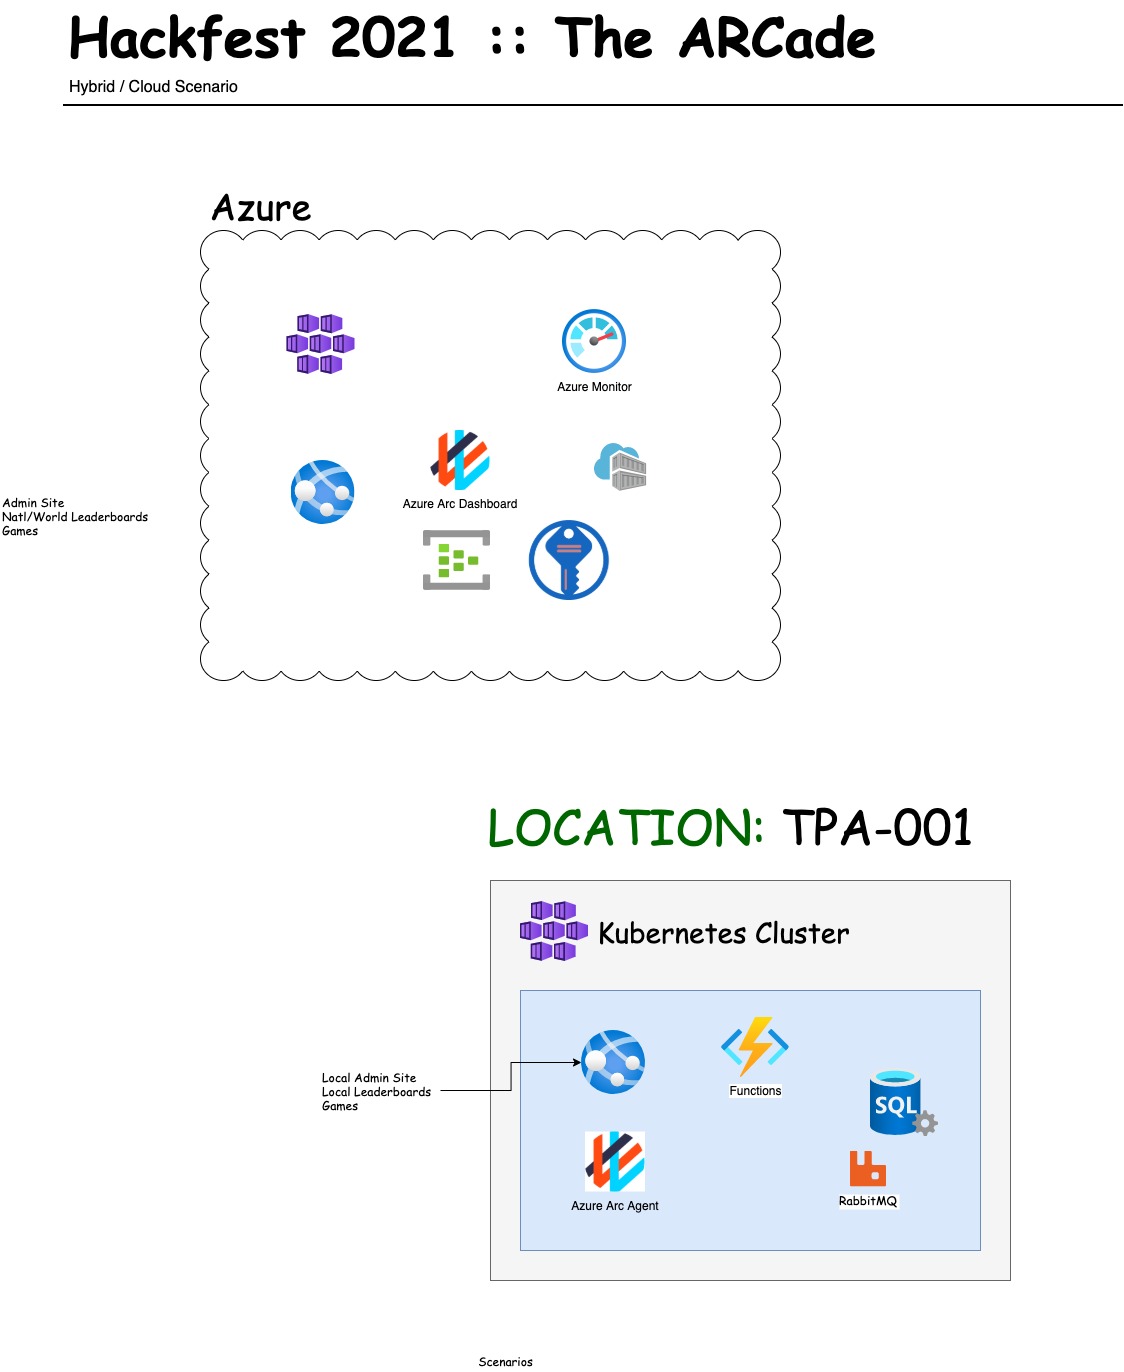 Hackfest 2021 :: The ARCade
Hybrid / Cloud Scenario
Azure
Azure Monitor
Azure Arc Dashboard
Admin Site
Natl/World Leaderboards
Games
LOCATION: TPA-001
Kubernetes Cluster
Functions
Local Admin Site
Local Leaderboards
Games
SQL
Azure Arc Agent
RabbitMQ
Scenarios